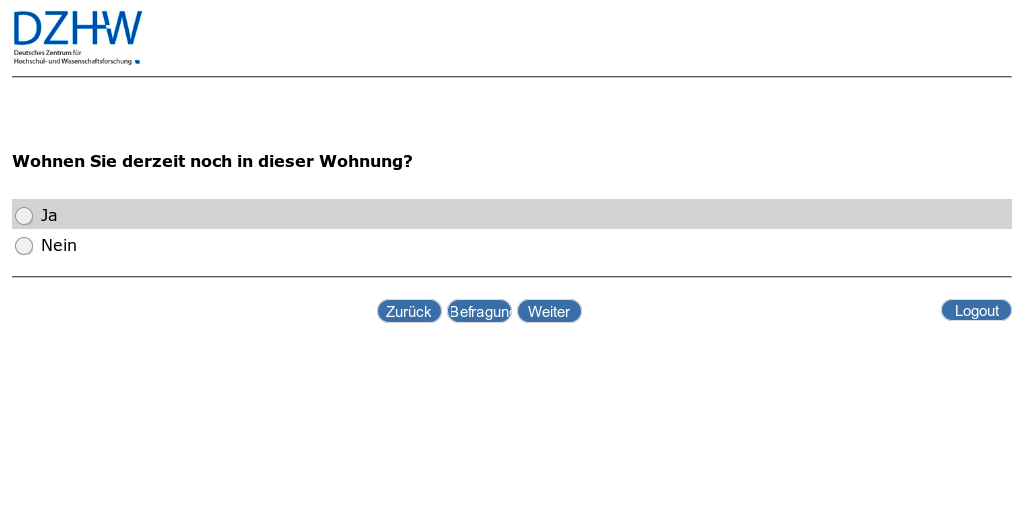 DZHW
Deutsches Zentrum für
Hochschul- und Wissenschaftsforschung
Wohnen Sie derzeit noch in dieser Wohnung?
Ja
Nein
Zurück Befragung Weiter Logout